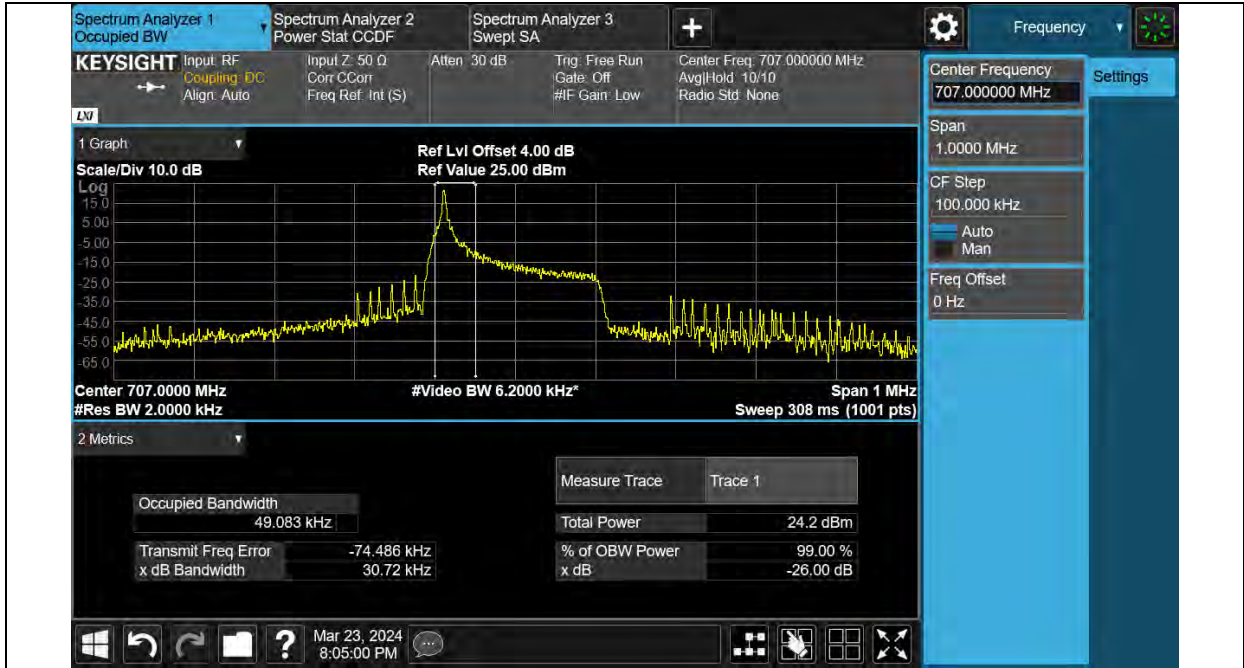 Spectrum Analyzer 1
Occupied BW
Spectrum Analyzer 2
Power Stat CCDF
Spectrum Analyzer 3
Swept SA
Frequency
KEYSIGHT
Input: RF
Coupling: DC
Align: Auto
Input Z: 50 Ω
Corr CCorr
Freq Ref: Int (S)
Atten: 30 dB
Trig: Free Run
Gate: Off
#IF Gain: Low
Center Freq: 707.000000 MHz
Avg|Hold: 10/10
Radio Std: None
LXI
Center Frequency
707.000000 MHz
Settings
Span
1.0000 MHz
CF Step
100.000 kHz
Auto
Man
Freq Offset
0 Hz
1 Graph
Scale/Div 10.0 dB
Ref Lvl Offset 4.00 dB
Ref Value 25.00 dBm
Log
15.0
5.00
-5.00
-15.0
-25.0
-35.0
-45.0
-55.0
-65.0
Center 707.0000 MHz
#Res BW 2.0000 kHz
#Video BW 6.2000 kHz*
Span 1 MHz
Sweep 308 ms (1001 pts)
2 Metrics
Measure Trace
Trace 1
Occupied Bandwidth
49.083 kHz
Total Power
24.2 dBm
Transmit Freq Error
-74.486 kHz
% of OBW Power
99.00 %
x dB Bandwidth
30.72 kHz
x dB
-26.00 dB
?
Mar 23, 2024
8:05:00 PM